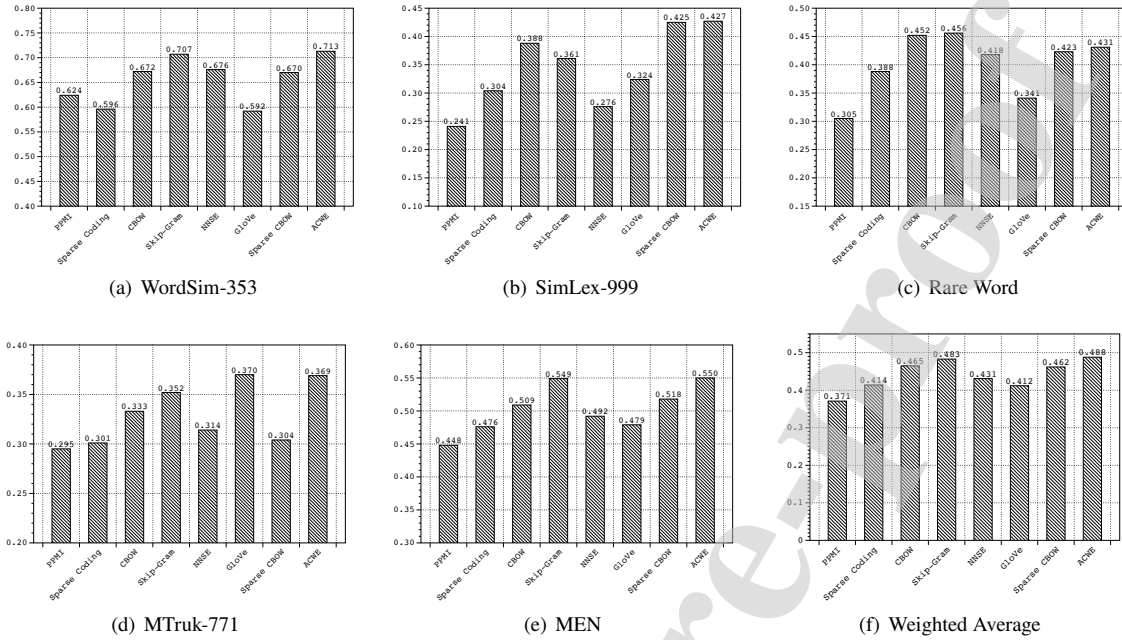 0.80
0.75
0.70
0.65
0.60
0.55
0.50
0.45
0.40
0.624
0.596
0.672
0.707
0.676
0.592
0.670
0.713
PPMI
Sparse Coding
CBOW
Skip-Gram
NNSE
GloVe
Sparse CBOW
ACWE
(a) WordSim-353
0.45
0.40
0.35
0.30
0.25
0.20
0.15
0.10
0.241
0.304
0.388
0.361
0.276
0.324
0.425
0.427
PPMI
Sparse Coding
CBOW
Skip-Gram
NNSE
GloVe
Sparse CBOW
ACWE
(b) SimLex-999
0.50
0.45
0.40
0.35
0.30
0.25
0.20
0.15
0.305
0.388
0.452
0.456
0.418
0.341
0.423
0.431
PPMI
Sparse Coding
CBOW
Skip-Gram
NNSE
GloVe
Sparse CBOW
ACWE
(c) Rare Word
0.40
0.35
0.30
0.25
0.20
0.295
0.301
0.333
0.352
0.314
0.370
0.304
0.369
PPMI
Sparse Coding
CBOW
Skip-Gram
NNSE
GloVe
Sparse CBOW
ACWE
(d) MTruk-771
0.60
0.55
0.50
0.45
0.40
0.35
0.30
0.448
0.476
0.509
0.549
0.492
0.479
0.518
0.550
PPMI
Sparse Coding
CBOW
Skip-Gram
NNSE
GloVe
Sparse CBOW
ACWE
(e) MEN
0.5
0.4
0.3
0.2
0.1
0
0.371
0.414
0.465
0.483
0.431
0.412
0.462
0.488
PPMI
Sparse Coding
CBOW
Skip-Gram
NNSE
GloVe
Sparse CBOW
ACWE
(f) Weighted Average
re-proof